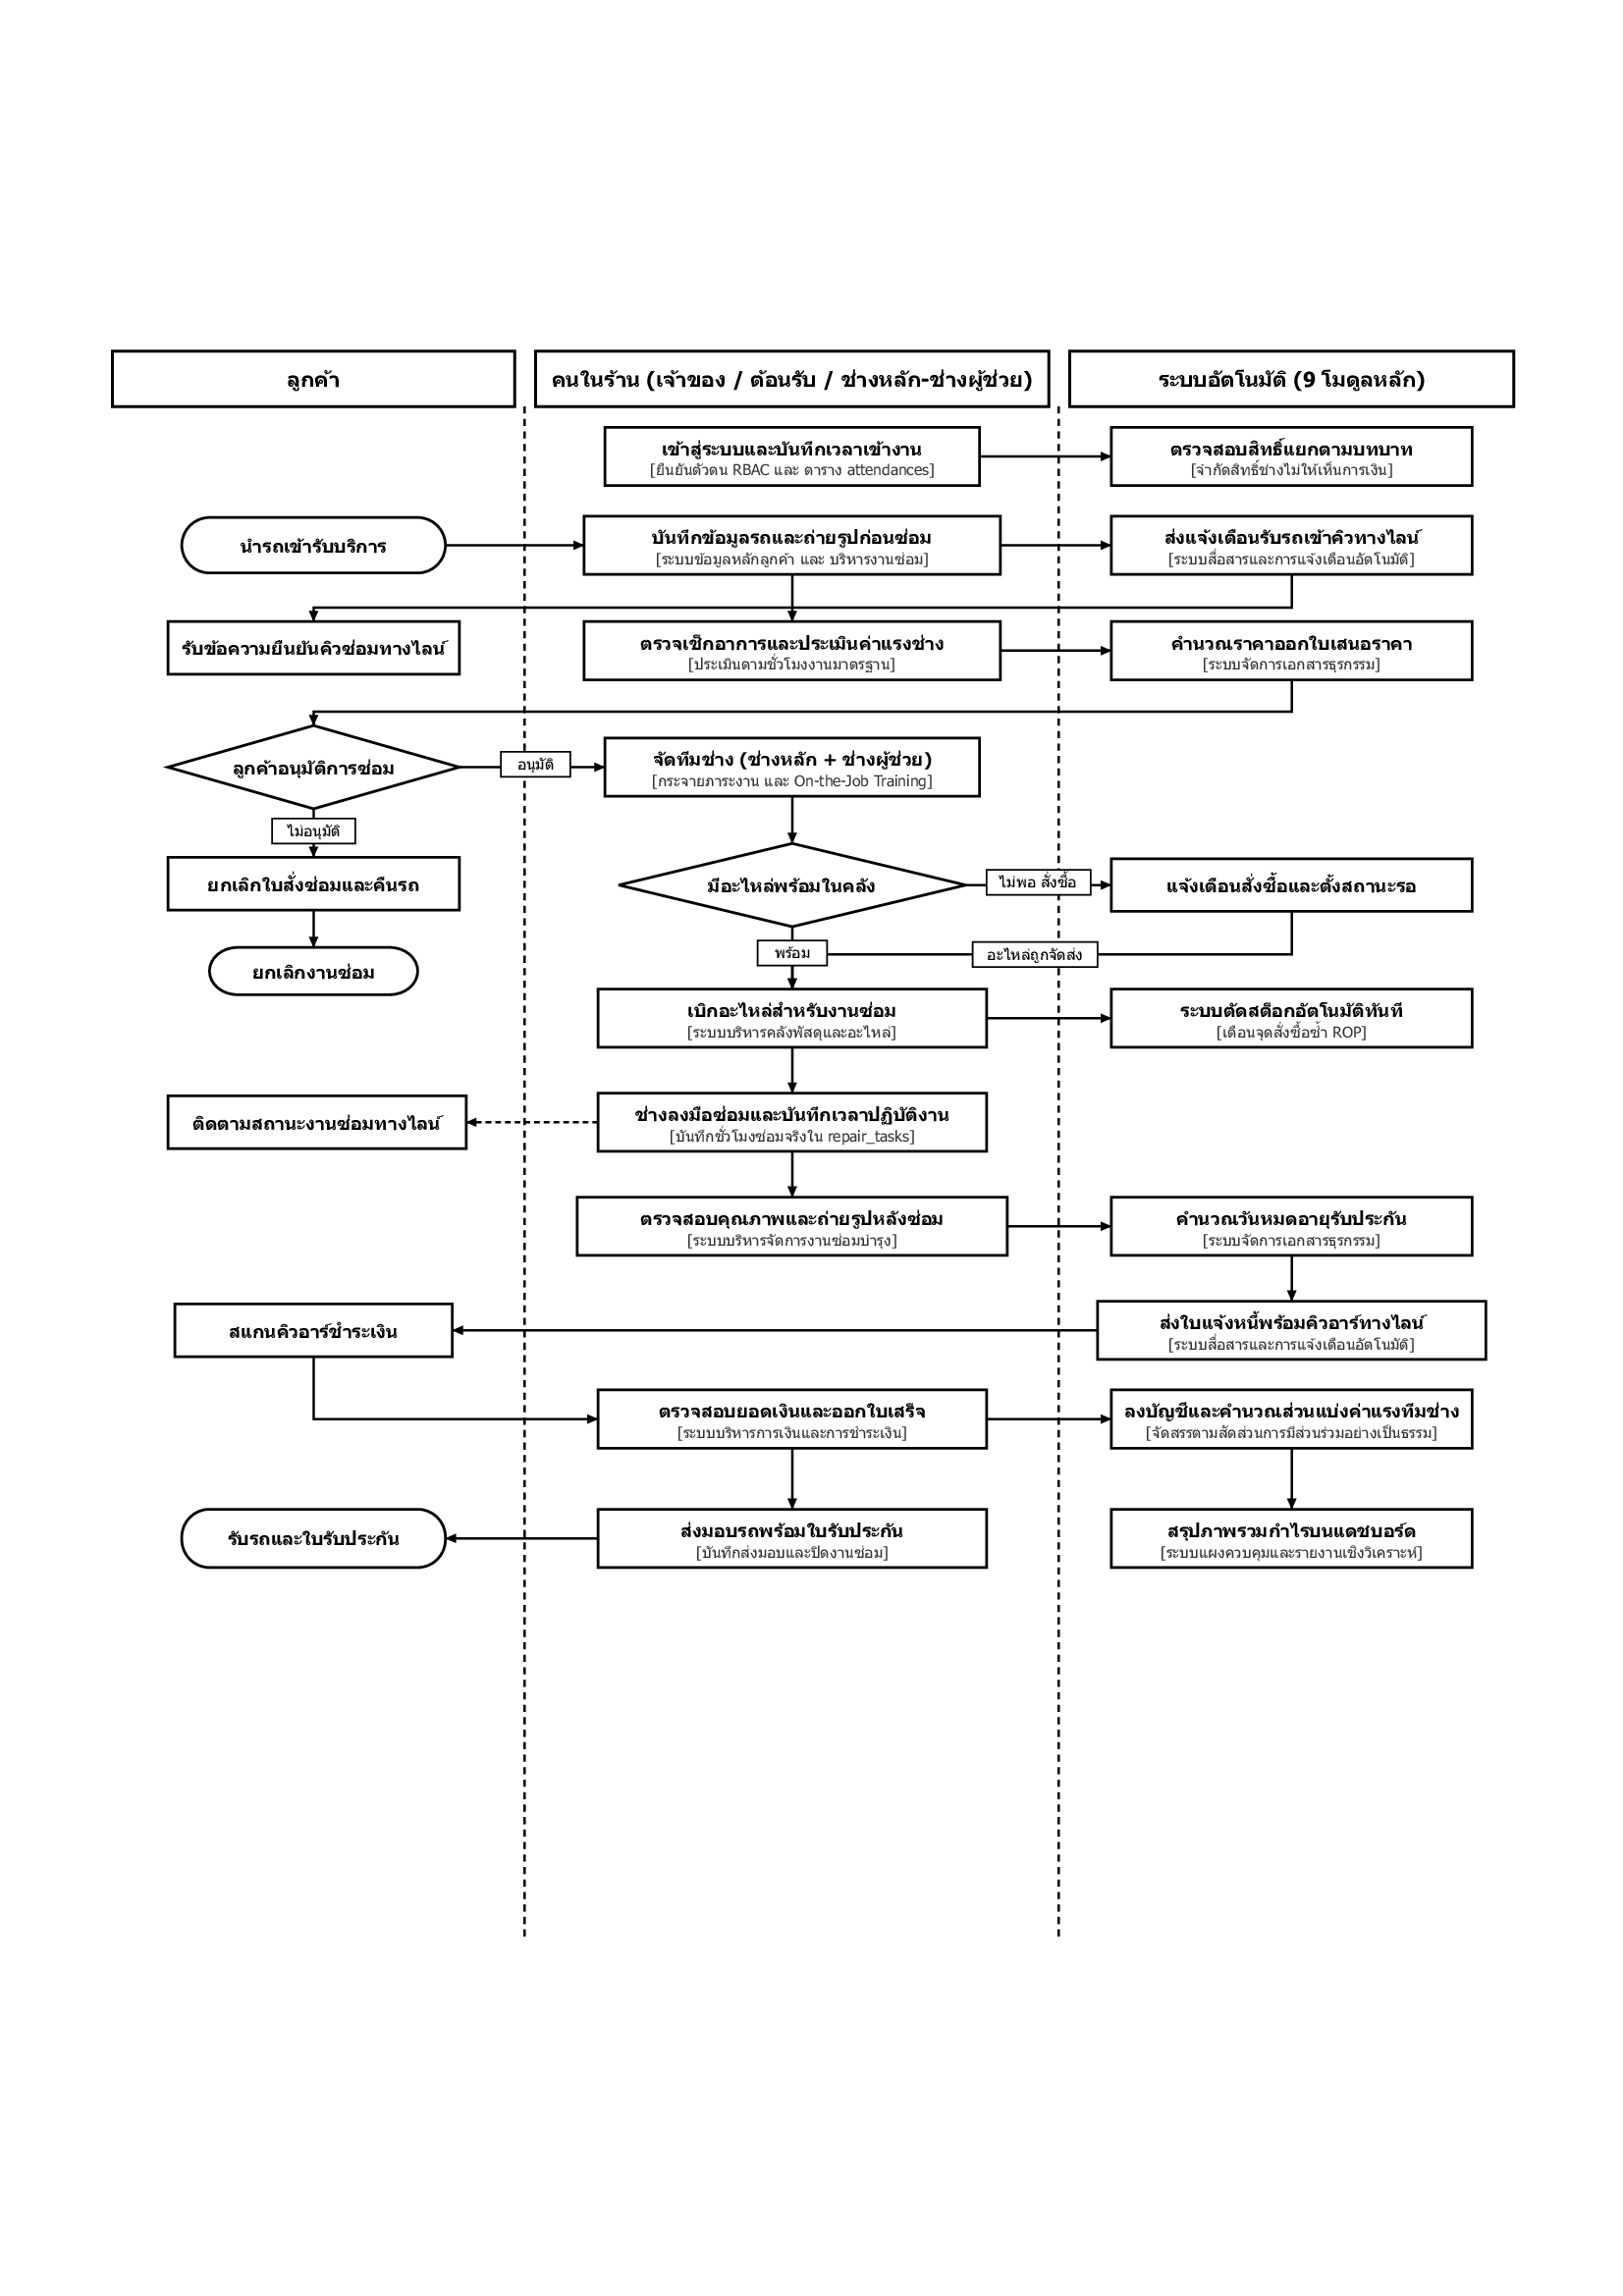 ลูกค้า
คนในร้าน (เจ้าของ / ต้อนรับ / ช่างหลัก-ช่างผู้ช่วย)
ระบบอัตโนมัติ (9 โมดูลหลัก)
เข้าสู่ระบบและบันทึกเวลาเข้างาน
[ยืนยันตัวตน RBAC และ ตาราง attendances]
ตรวจสอบสิทธิ์แยกตามบทบาท
[จำกัดสิทธิ์ช่างไม่ให้เห็นการเงิน]
นำรถเข้ารับบริการ
บันทึกข้อมูลรถและถ่ายรูปก่อนซ่อม
[ระบบข้อมูลหลักลูกค้า และ บริหารงานซ่อม]
ส่งแจ้งเตือนรับรถเข้าคิวทางไลน์
[ระบบสื่อสารและการแจ้งเตือนอัตโนมัติ]
รับข้อความยืนยันคิวซ่อมทางไลน์
ตรวจเช็กอาการและประเมินค่าแรงช่าง
[ประเมินตามชั่วโมงงานมาตรฐาน]
คำนวณราคาออกใบเสนอราคา
[ระบบจัดการเอกสารธุรกรรม]
ลูกค้าอนุมัติการซ่อม
อนุมัติ
จัดทีมช่าง (ช่างหลัก + ช่างผู้ช่วย)
[กระจายภาระงาน และ On-the-Job Training]
ไม่อนุมัติ
ยกเลิกใบสั่งซ่อมและคืนรถ
มีอะไหล่พร้อมในคลัง
ไม่พอ สั่งซื้อ
แจ้งเตือนสั่งซื้อและตั้งสถานะรอ
พร้อม
อะไหล่ถูกจัดส่ง
ยกเลิกงานซ่อม
เบิกอะไหล่สำหรับงานซ่อม
[ระบบบริหารคลังพัสดุและอะไหล่]
ระบบตัดสต็อกอัตโนมัติทันที
[เตือนจุดสั่งซื้อซ้ำ ROP]
ติดตามสถานะงานซ่อมทางไลน์
ช่างลงมือซ่อมและบันทึกเวลาปฏิบัติงาน
[บันทึกชั่วโมงซ่อมจริงใน repair_tasks]
ตรวจสอบคุณภาพและถ่ายรูปหลังซ่อม
[ระบบบริหารจัดการงานซ่อมบำรุง]
คำนวณวันหมดอายุรับประกัน
[ระบบจัดการเอกสารธุรกรรม]
สแกนคิวอาร์ชำระเงิน
ส่งใบแจ้งหนี้พร้อมคิวอาร์ทางไลน์
[ระบบสื่อสารและการแจ้งเตือนอัตโนมัติ]
ตรวจสอบยอดเงินและออกใบเสร็จ
[ระบบบริหารการเงินและการชำระเงิน]
ลงบัญชีและคำนวณส่วนแบ่งค่าแรงทีมช่าง
[จัดสรรตามสัดส่วนการมีส่วนร่วมอย่างเป็นธรรม]
รับรถและใบรับประกัน
ส่งมอบรถพร้อมใบรับประกัน
[บันทึกส่งมอบและปิดงานซ่อม]
สรุปภาพรวมกำไรบนแดชบอร์ด
[ระบบแผงควบคุมและรายงานเชิงวิเคราะห์]